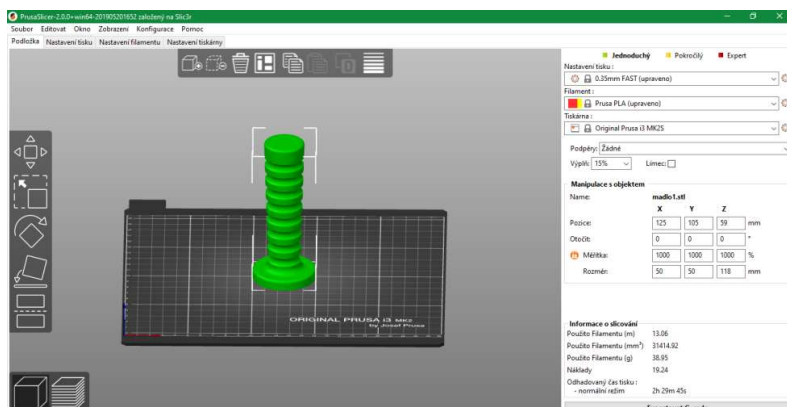 PrusaSlicer-2.0.0+win64-201905201652 založený na Slic3r
Soubor Editovat Okno Zobrazení Konfigurace Pomoc
Podložka Nastavení tisku Nastavení filamentu Nastavení tiskárny
Jednoduchý Pokročilý Expert
Nastavení tisku :
0.35mm FAST (upraveno)
Filament :
Prusa PLA (upraveno)
Tiskárna :
Original Prusa i3 MK2S
Podpěry: Žádné
Výplň: 15% Límec:
Manipulace s objektem
Name: madlo1.stl
X Y Z
Pozice: 125 105 59 mm
Otočit: 0 0 0 °
Měřítka: 1000 1000 1000 %
Rozměr: 50 50 118 mm
ORIGINAL PRUSA i3 MK2
by Josef Prusa
Informace o slicování
Použito Filamentu (m) 13.06
Použito Filamentu (mm³) 31414.92
Použito Filamentu (g) 38.95
Náklady 19.24
Odhadovaný čas tisku :
- normální režim 2h 29m 45s